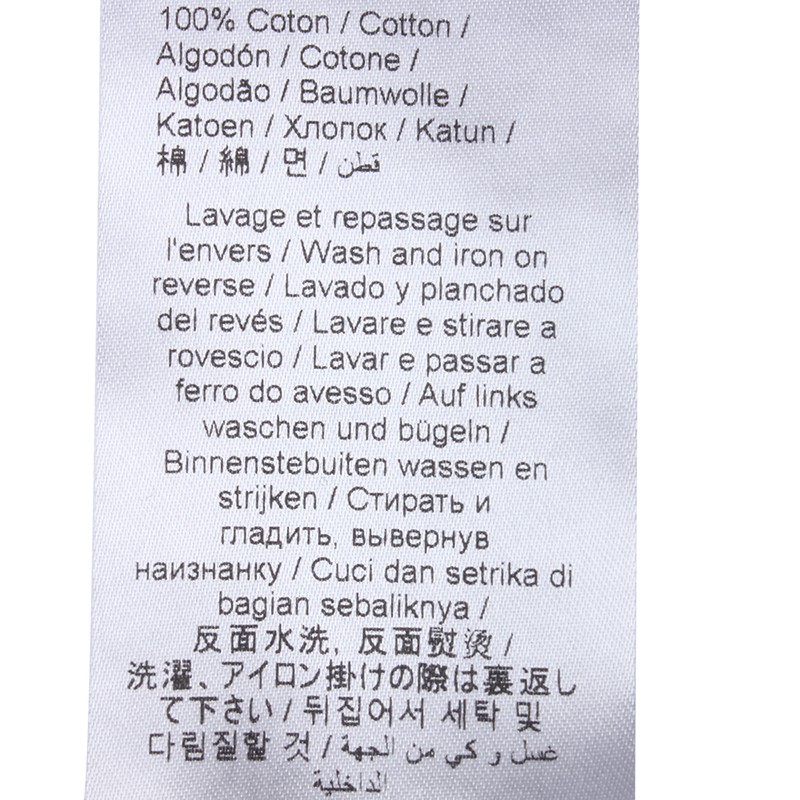 100% Coton / Cotton /
Algodón / Cotone /
Algodão / Baumwolle /
Katoen / Хлопок / Katun /
棉 / 綿 / 면 / قطن
Lavage et repassage sur
l'envers / Wash and iron on
reverse / Lavado y planchado
del revés / Lavare e stirare a
rovescio / Lavar e passar a
ferro do avesso / Auf links
waschen und bügeln /
Binnenstebuiten wassen en
strijken / Стирать и
гладить, вывернув
наизнанку / Cuci dan setrika di
bagian sebaliknya /
反面水洗, 反面熨烫 /
洗濯、アイロン掛けの際は裏返し
て下さい / 뒤집어서 세탁 및
다림질할 것 / غسل و كي من الجهة
الداخلية